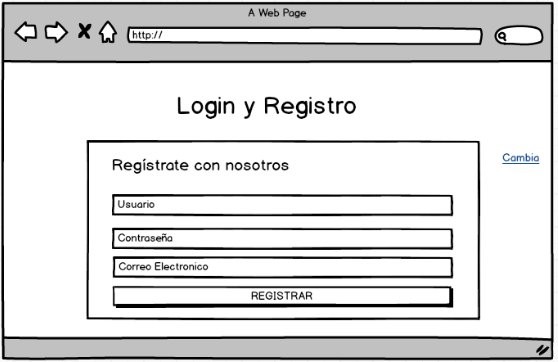 A Web Page
http://
Login y Registro
Regístrate con nosotros
Cambia
Usuario
Contraseña
Correo Electronico
REGISTRAR